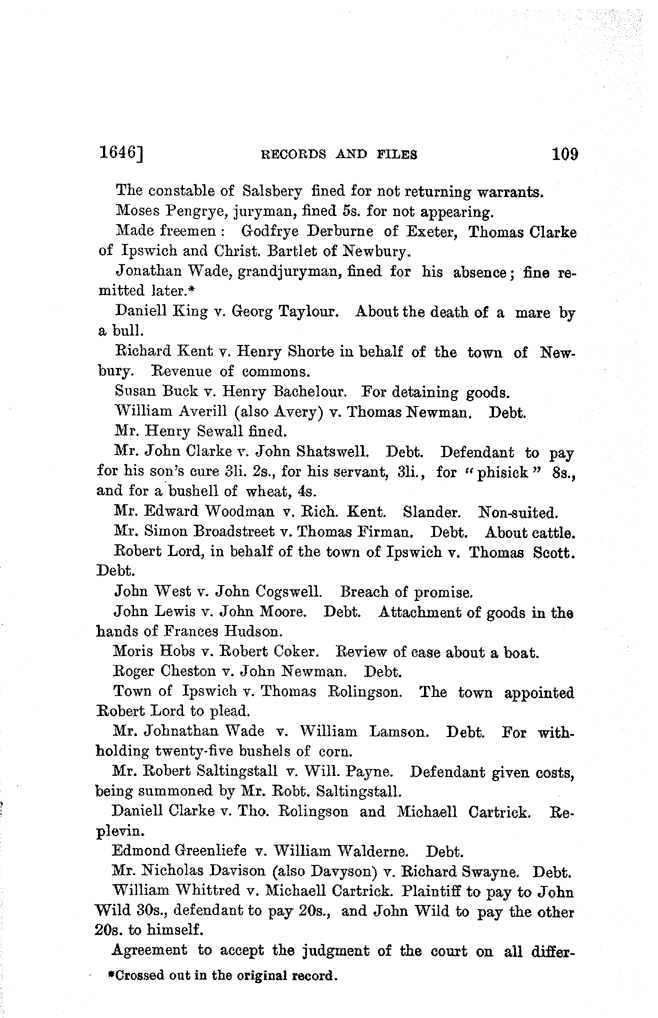 1646] RECORDS AND FILES 109
The constable of Salsbery fined for not returning warrants.
Moses Pengrye, juryman, fined 5s. for not appearing.
Made freemen : Godfrye Derburne of Exeter, Thomas Clarke
of Ipswich and Christ. Bartlet of Newbury.
Jonathan Wade, grandjuryman, fined for his absence; fine re-
mitted later.*
Daniell King v. Georg Taylour. About the death of a mare by
a bull.
Richard Kent v. Henry Shorte in behalf of the town of New-
bury. Revenue of commons.
Susan Buck v. Henry Bachelour. For detaining goods.
William Averill (also Avery) v. Thomas Newman. Debt.
Mr. Henry Sewall fined.
Mr. John Clarke v. John Shatswell. Debt. Defendant to pay
for his son's cure 3li. 2s., for his servant, 3li., for "phisick" 8s.,
and for a bushell of wheat, 4s.
Mr. Edward Woodman v. Rich. Kent. Slander. Non-suited.
Mr. Simon Broadstreet v. Thomas Firman. Debt. About cattle.
Robert Lord, in behalf of the town of Ipswich v. Thomas Scott.
Debt.
John West v. John Cogswell. Breach of promise.
John Lewis v. John Moore. Debt. Attachment of goods in the
hands of Frances Hudson.
Moris Hobs v. Robert Coker. Review of case about a boat.
Roger Cheston v. John Newman. Debt.
Town of Ipswich v. Thomas Rolingson. The town appointed
Robert Lord to plead.
Mr. Johnathan Wade v. William Lamson. Debt. For with-
holding twenty-five bushels of corn.
Mr. Robert Saltingstall v. Will. Payne. Defendant given costs,
being summoned by Mr. Robt. Saltingstall.
Daniell Clarke v. Tho. Rolingson and Michaell Cartrick. Re-
plevin.
Edmond Greenliefe v. William Walderne. Debt.
Mr. Nicholas Davison (also Davyson) v. Richard Swayne. Debt.
William Whittred v. Michaell Cartrick. Plaintiff to pay to John
Wild 30s., defendant to pay 20s., and John Wild to pay the other
20s. to himself.
Agreement to accept the judgment of the court on all differ-
*Crossed out in the original record.